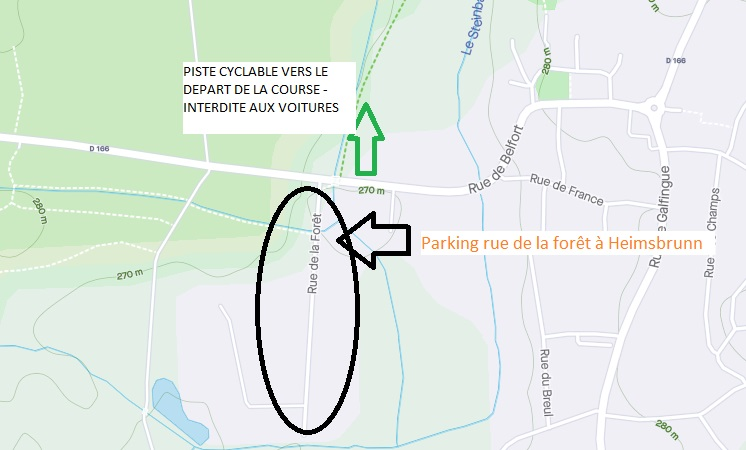 Le Steinba
PISTE CYCLABLE VERS LE
DEPART DE LA COURSE -
INTERDITE AUX VOITURES
280 m
D 166
D 166
Rue de Belfort
270 m
Rue de France
Rue de Galfingue
Rue des Champs
280 m
Rue de la Forêt
Parking rue de la forêt à Heimsbrunn
270 m
Rue du Breuil
280 m